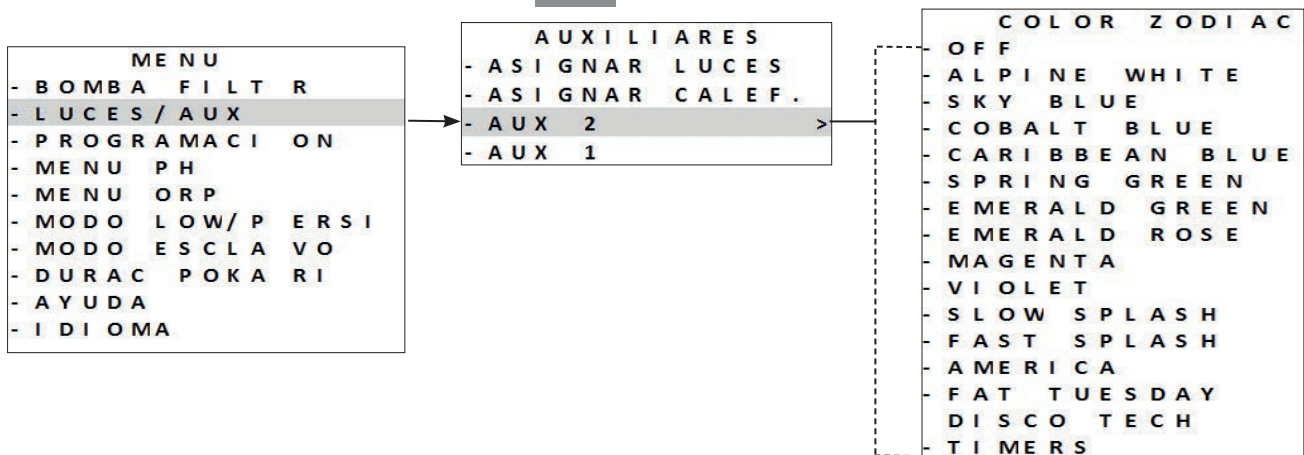 MENU
- BOMBA FILTR
- LUCES/AUX
- PROGRAMACION
- MENU PH
- MENU ORP
- MODO LOW/PERSI
- MODO ESCLAVO
- DURAC POKARI
- AYUDA
- IDIOMA
AUXILIARES
- ASIGNAR LUCES
- ASIGNAR CALEF.
- AUX 2 >
- AUX 1
COLOR ZODIAC
- OFF
- ALPINE WHITE
- SKY BLUE
- COBALT BLUE
- CARIBBEAN BLUE
- SPRING GREEN
- EMERALD GREEN
- EMERALD ROSE
- MAGENTA
- VIOLET
- SLOW SPLASH
- FAST SPLASH
- AMERICA
- FAT TUESDAY
DISCO TECH
- TIMERS